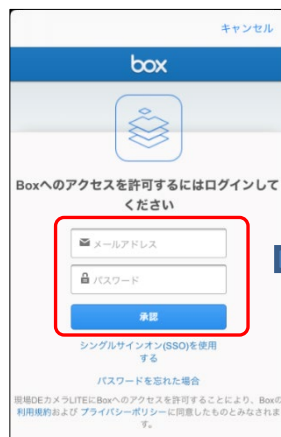 キャンセル
box
Boxへのアクセスを許可するにはログインして
ください
メールアドレス
パスワード
承認
シングルサインオン(SSO)を使用
する
パスワードを忘れた場合
現場DEカメラLITEにBoxへのアクセスを許可することにより、Boxの
利用規約および プライバシーポリシーに同意したものとみなされま
す。